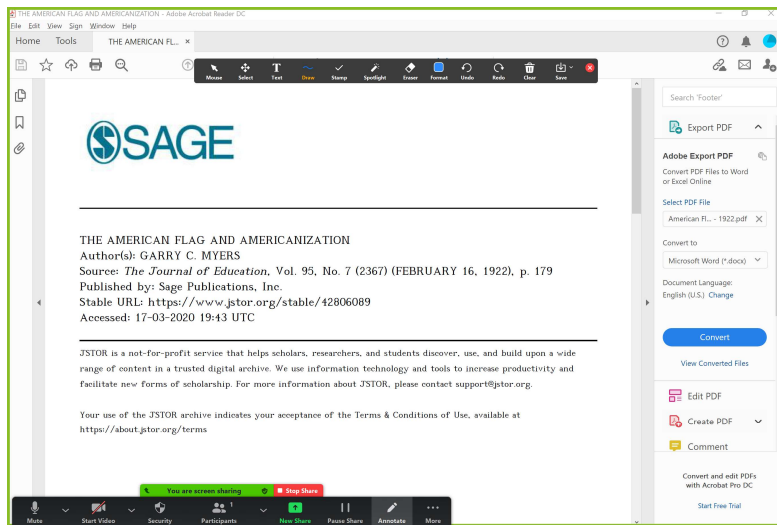 THE AMERICAN FLAG AND AMERICANIZATION - Adobe Acrobat Reader DC
File Edit View Sign Window Help
Home Tools THE AMERICAN FL... ×
Mouse Select Text Draw Stamp Spotlight Eraser Format Undo Redo Clear Save
Search 'Footer'
Export PDF
Adobe Export PDF
Convert PDF Files to Word
or Excel Online
Select PDF File
American Fl... - 1922.pdf
Convert to
Microsoft Word (*.docx)
Document Language:
English (U.S.) Change
Convert
View Converted Files
Edit PDF
Create PDF
Comment
Convert and edit PDFs
with Acrobat Pro DC
Start Free Trial
SSAGE
THE AMERICAN FLAG AND AMERICANIZATION
Author(s): GARRY C. MYERS
Source: The Journal of Education, Vol. 95, No. 7 (2367) (FEBRUARY 16, 1922), p. 179
Published by: Sage Publications, Inc.
Stable URL: https://www.jstor.org/stable/42806089
Accessed: 17-03-2020 19:43 UTC
JSTOR is a not-for-profit service that helps scholars, researchers, and students discover, use, and build upon a wide
range of content in a trusted digital archive. We use information technology and tools to increase productivity and
facilitate new forms of scholarship. For more information about JSTOR, please contact support@jstor.org.
Your use of the JSTOR archive indicates your acceptance of the Terms & Conditions of Use, available at
https://about.jstor.org/terms
You are screen sharing Stop Share
Mute Start Video Security Participants 1 New Share Pause Share Annotate More